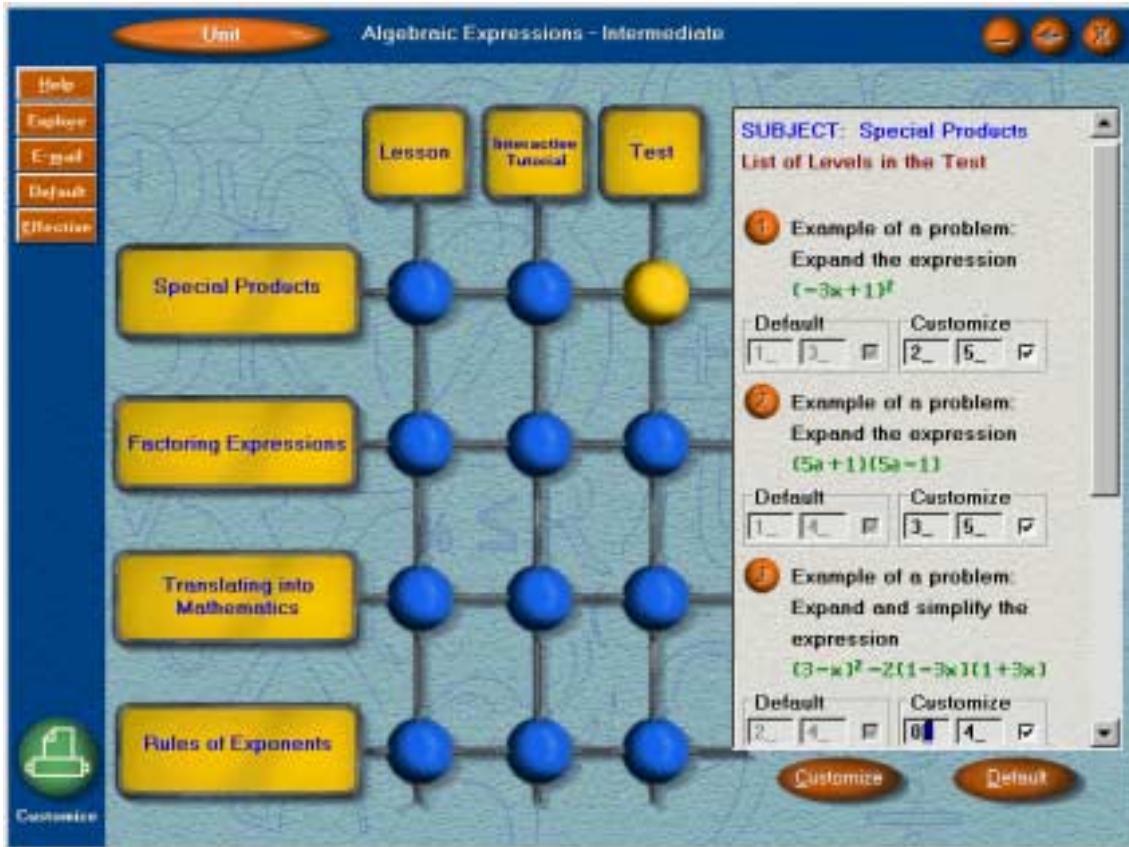 Unit
Algebraic Expressions - Intermediate
Help
Explore
E-mail
Default
Effective
Lesson
Interactive
Tutorial
Test
Special Products
Factoring Expressions
Translating into
Mathematics
Rules of Exponents
SUBJECT: Special Products
List of Levels in the Test
1 Example of a problem:
Expand the expression
(-3x+1)²
Default Customize
1_ 3_ 2_ 5_
2 Example of a problem:
Expand the expression
(5a+1)(5a-1)
Default Customize
1_ 4_ 3_ 5_
3 Example of a problem:
Expand and simplify the
expression
(3-x)²-2(1-3x)(1+3x)
Default Customize
2_ 4_ 0 4_
Customize Default
Customize